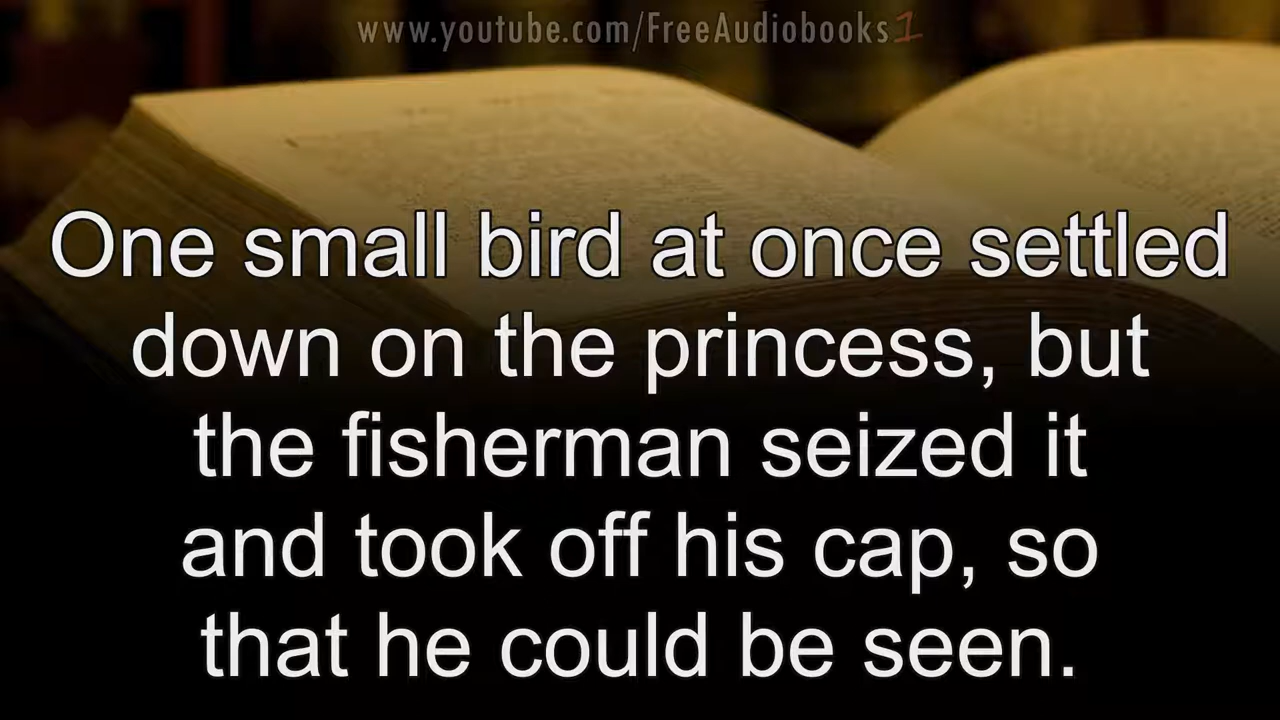 www.youtube.com/FreeAudiobooks1
One small bird at once settled
down on the princess, but
the fisherman seized it
and took off his cap, so
that he could be seen.